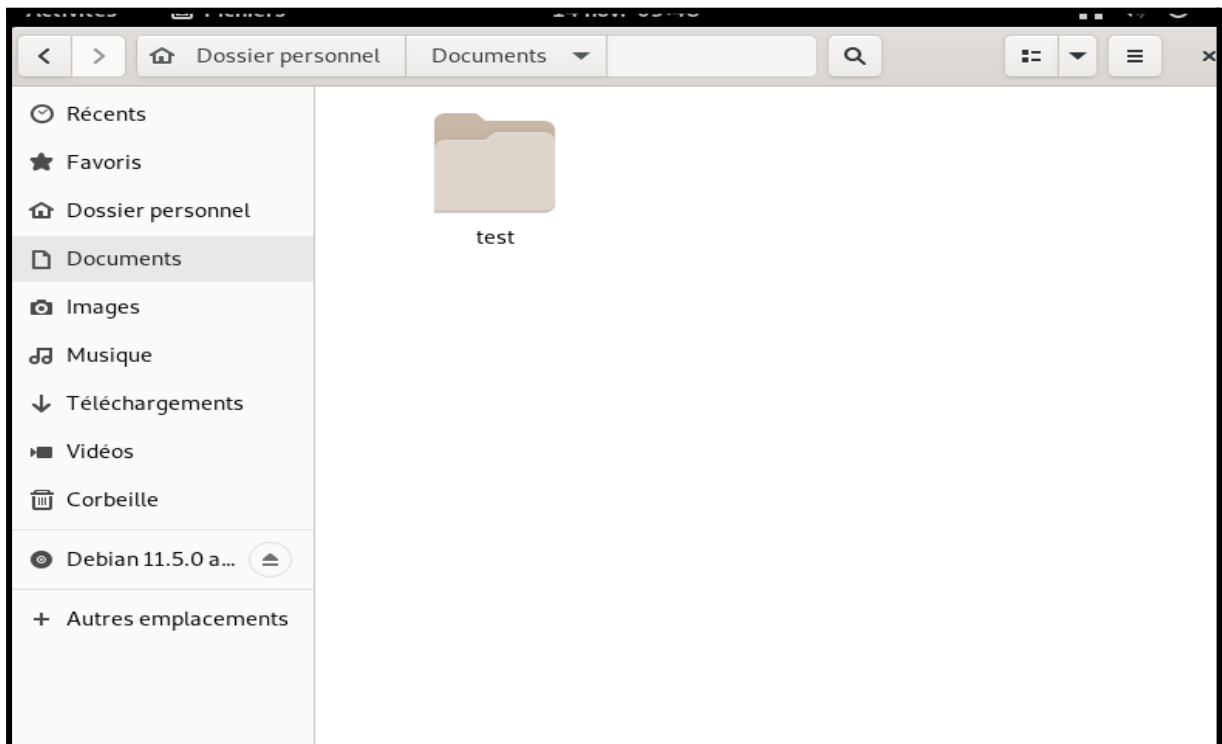 Dossier personnel
Documents
Récents
Favoris
Dossier personnel
Documents
Images
Musique
Téléchargements
Vidéos
Corbeille
Debian 11.5.0 a...
+ Autres emplacements
test